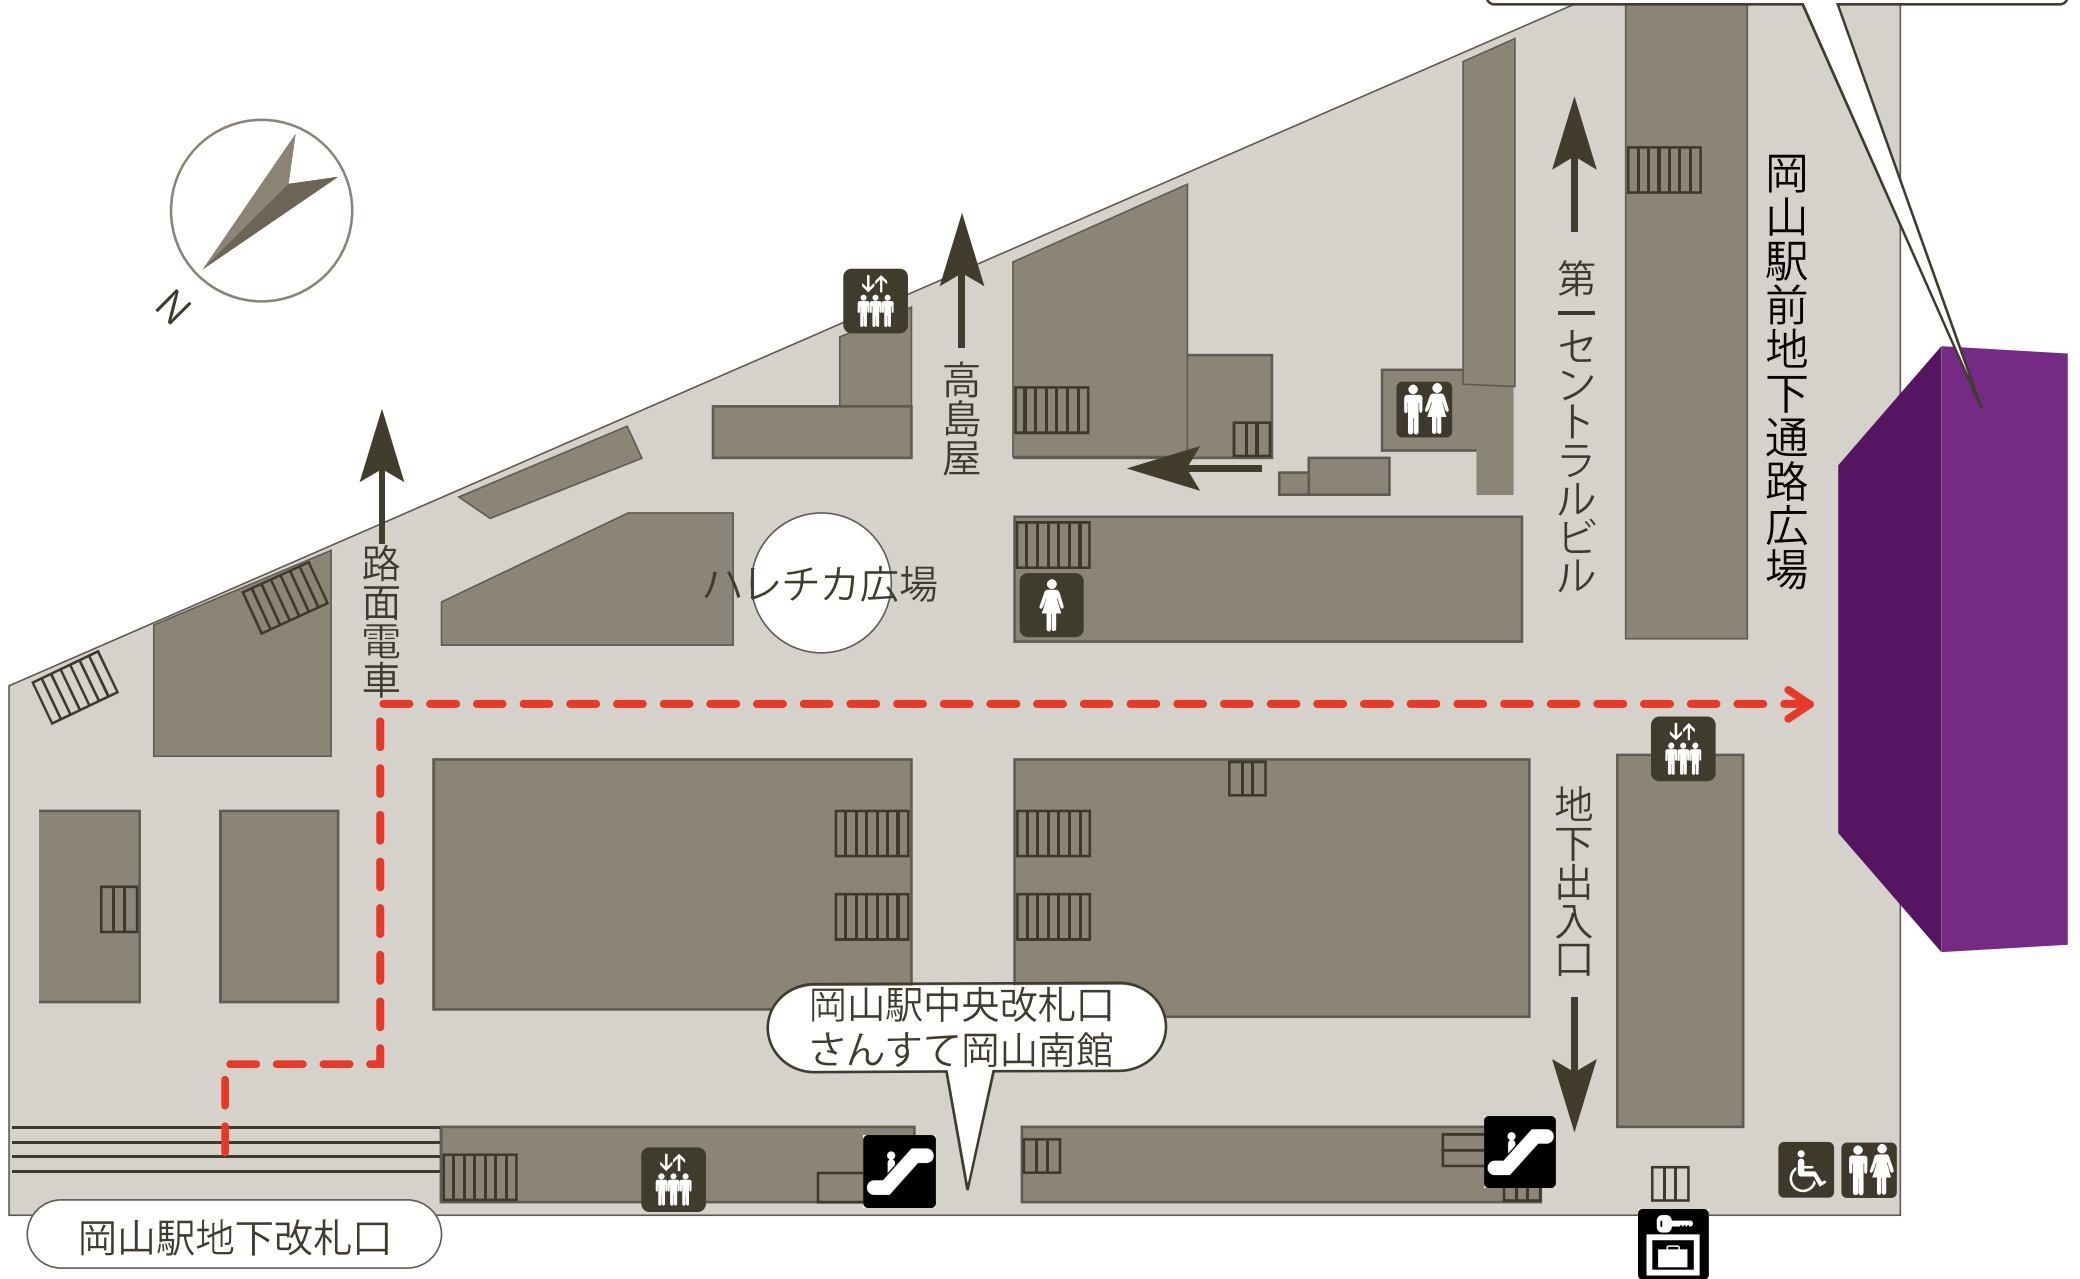 N
高島屋
第一セントラルビル
岡山駅前地下通路広場
路面電車
ハレチカ広場
地下出入口
岡山駅中央改札口
さんすて岡山南館
岡山駅地下改札口